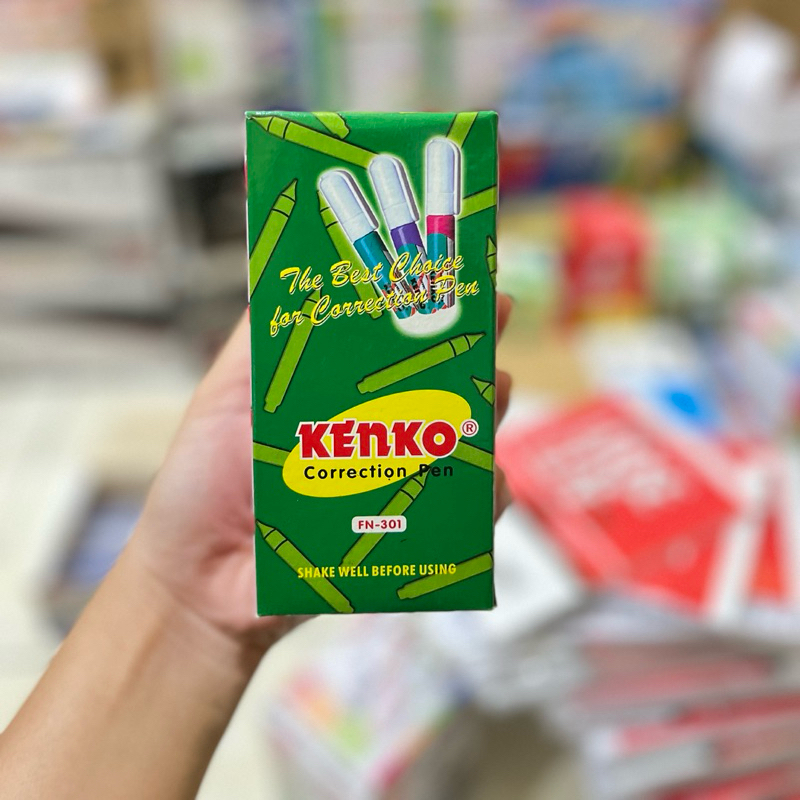 The Best Choice
for Correction Pen
KENKO®
Correction Pen
FN-301
SHAKE WELL BEFORE USING